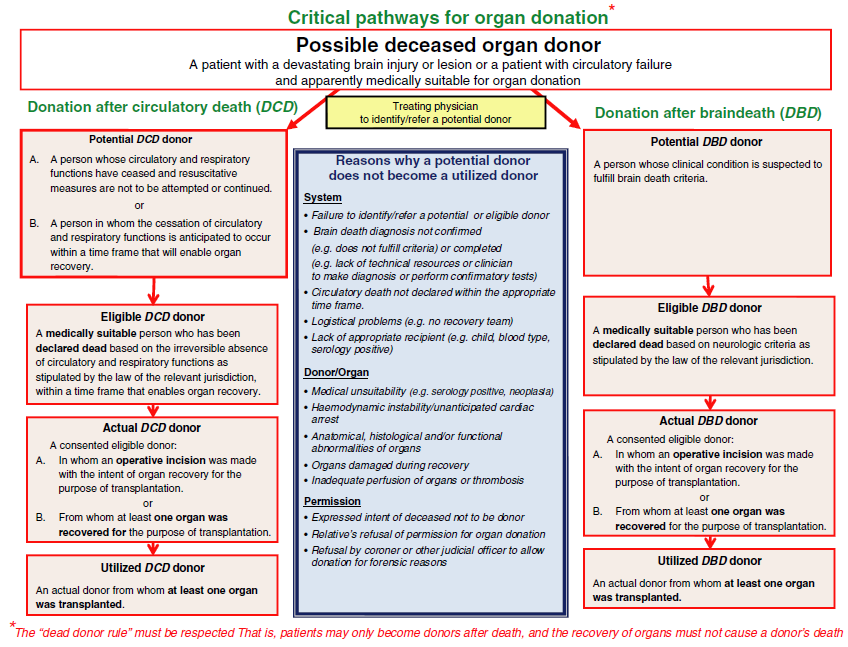 Critical pathways for organ donation*
Possible deceased organ donor
A patient with a devastating brain injury or lesion or a patient with circulatory failure
and apparently medically suitable for organ donation
Donation after circulatory death (DCD)
Treating physician
to identify/refer a potential donor
Donation after braindeath (DBD)
Potential DCD donor
A. A person whose circulatory and respiratory
functions have ceased and resuscitative
measures are not to be attempted or continued.
or
B. A person in whom the cessation of circulatory
and respiratory functions is anticipated to occur
within a time frame that will enable organ
recovery.
Eligible DCD donor
A medically suitable person who has been
declared dead based on the irreversible absence
of circulatory and respiratory functions as
stipulated by the law of the relevant jurisdiction,
within a time frame that enables organ recovery.
Actual DCD donor
A consented eligible donor:
A. In whom an operative incision was made
with the intent of organ recovery for the
purpose of transplantation.
or
B. From whom at least one organ was
recovered for the purpose of transplantation.
Utilized DCD donor
An actual donor from whom at least one organ
was transplanted.
Reasons why a potential donor
does not become a utilized donor
System
• Failure to identify/refer a potential or eligible donor
• Brain death diagnosis not confirmed
(e.g. does not fulfill criteria) or completed
(e.g. lack of technical resources or clinician
to make diagnosis or perform confirmatory tests)
• Circulatory death not declared within the appropriate
time frame.
• Logistical problems (e.g. no recovery team)
• Lack of appropriate recipient (e.g. child, blood type,
serology positive)
Donor/Organ
• Medical unsuitability (e.g. serology positive, neoplasia)
• Haemodynamic instability/unanticipated cardiac
arrest
• Anatomical, histological and/or functional
abnormalities of organs
• Organs damaged during recovery
• Inadequate perfusion of organs or thrombosis
Permission
• Expressed intent of deceased not to be donor
• Relative's refusal of permission for organ donation
• Refusal by coroner or other judicial officer to allow
donation for forensic reasons
Potential DBD donor
A person whose clinical condition is suspected to
fulfill brain death criteria.
Eligible DBD donor
A medically suitable person who has been
declared dead based on neurologic criteria as
stipulated by the law of the relevant jurisdiction.
Actual DBD donor
A consented eligible donor:
A. In whom an operative incision was made
with the intent of organ recovery for the
purpose of transplantation.
or
B. From whom at least one organ was
recovered for the purpose of transplantation.
Utilized DBD donor
An actual donor from whom at least one organ
was transplanted.
*The "dead donor rule" must be respected That is, patients may only become donors after death, and the recovery of organs must not cause a donor's death